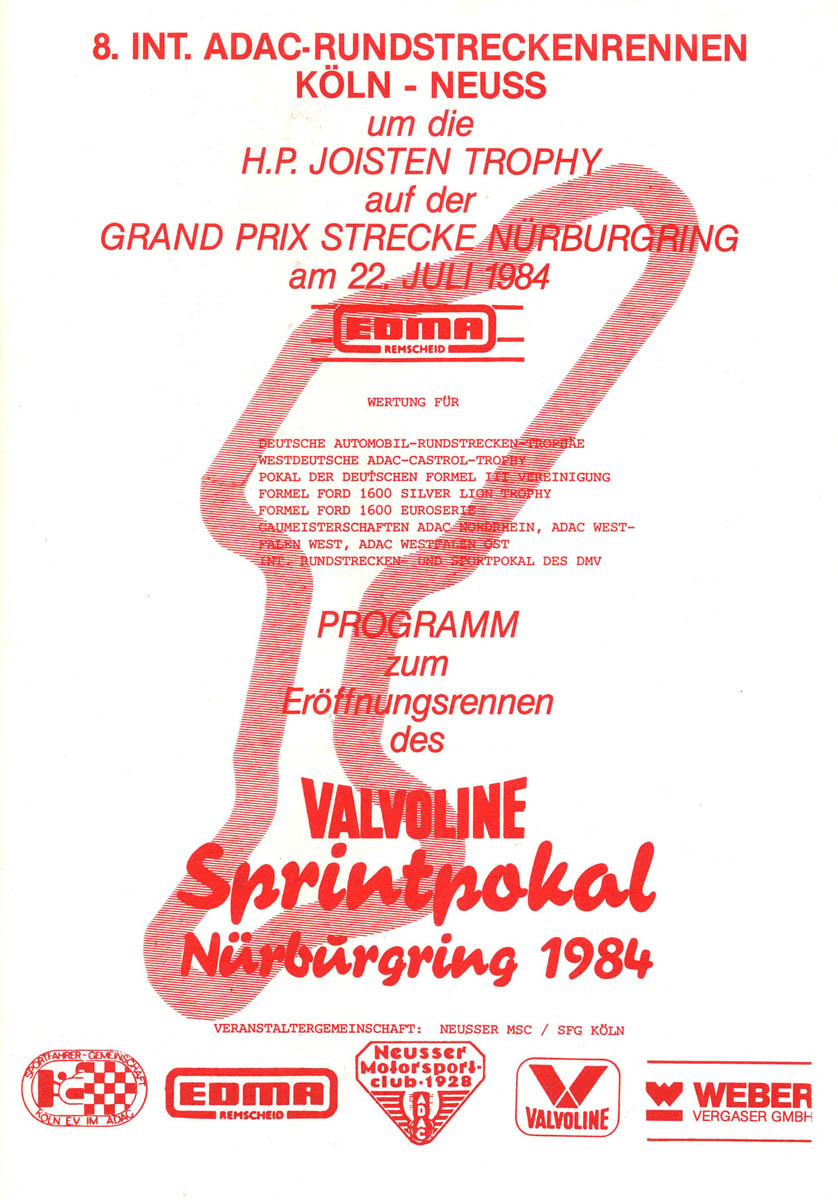 8. INT. ADAC-RUNDSTRECKENRENNEN
KÖLN - NEUSS
um die
H.P. JOISTEN TROPHY
auf der
GRAND PRIX STRECKE NÜRBURGRING
am 22. JULI 1984
EDMA
REMSCHEID
WERTUNG FÜR
DEUTSCHE AUTOMOBIL-RUNDSTRECKEN-TROPHÄE
WESTDEUTSCHE ADAC-CASTROL-TROPHY
POKAL DER DEUTSCHEN FORMEL III VEREINIGUNG
FORMEL FORD 1600 SILVER LION TROPHY
FORMEL FORD 1600 EUROSERIE
GAUMEISTERSCHAFTEN ADAC NORDRHEIN, ADAC WEST-
FALEN WEST, ADAC WESTFALEN OST
INT. RUNDSTRECKEN- UND SPORTPOKAL DES DMV
PROGRAMM
zum
Eröffnungsrennen
des
VALVOLINE
Sprintpokal
Nürburgring 1984
VERANSTALTERGEMEINSCHAFT: NEUSSER MSC / SFG KÖLN
SPORTFAHRER-GEMEINSCHAFT
KÖLN EV IM ADAC
EDMA
REMSCHEID
Neusser
Motorsport-
club·1928
ADAC
VALVOLINE
WEBER
VERGASER GMBH